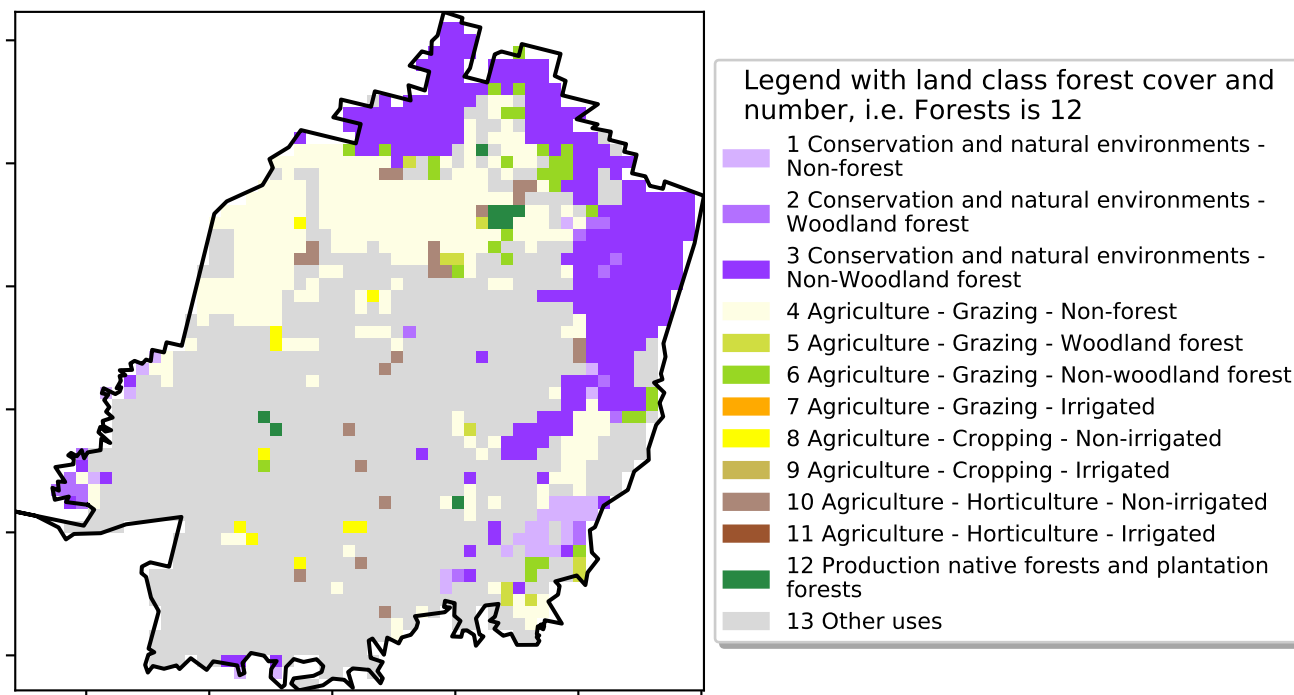 Legend with land class forest cover and
number, i.e. Forests is 12
1 Conservation and natural environments -
Non-forest
2 Conservation and natural environments -
Woodland forest
3 Conservation and natural environments -
Non-Woodland forest
4 Agriculture - Grazing - Non-forest
5 Agriculture - Grazing - Woodland forest
6 Agriculture - Grazing - Non-woodland forest
7 Agriculture - Grazing - Irrigated
8 Agriculture - Cropping - Non-irrigated
9 Agriculture - Cropping - Irrigated
10 Agriculture - Horticulture - Non-irrigated
11 Agriculture - Horticulture - Irrigated
12 Production native forests and plantation
forests
13 Other uses